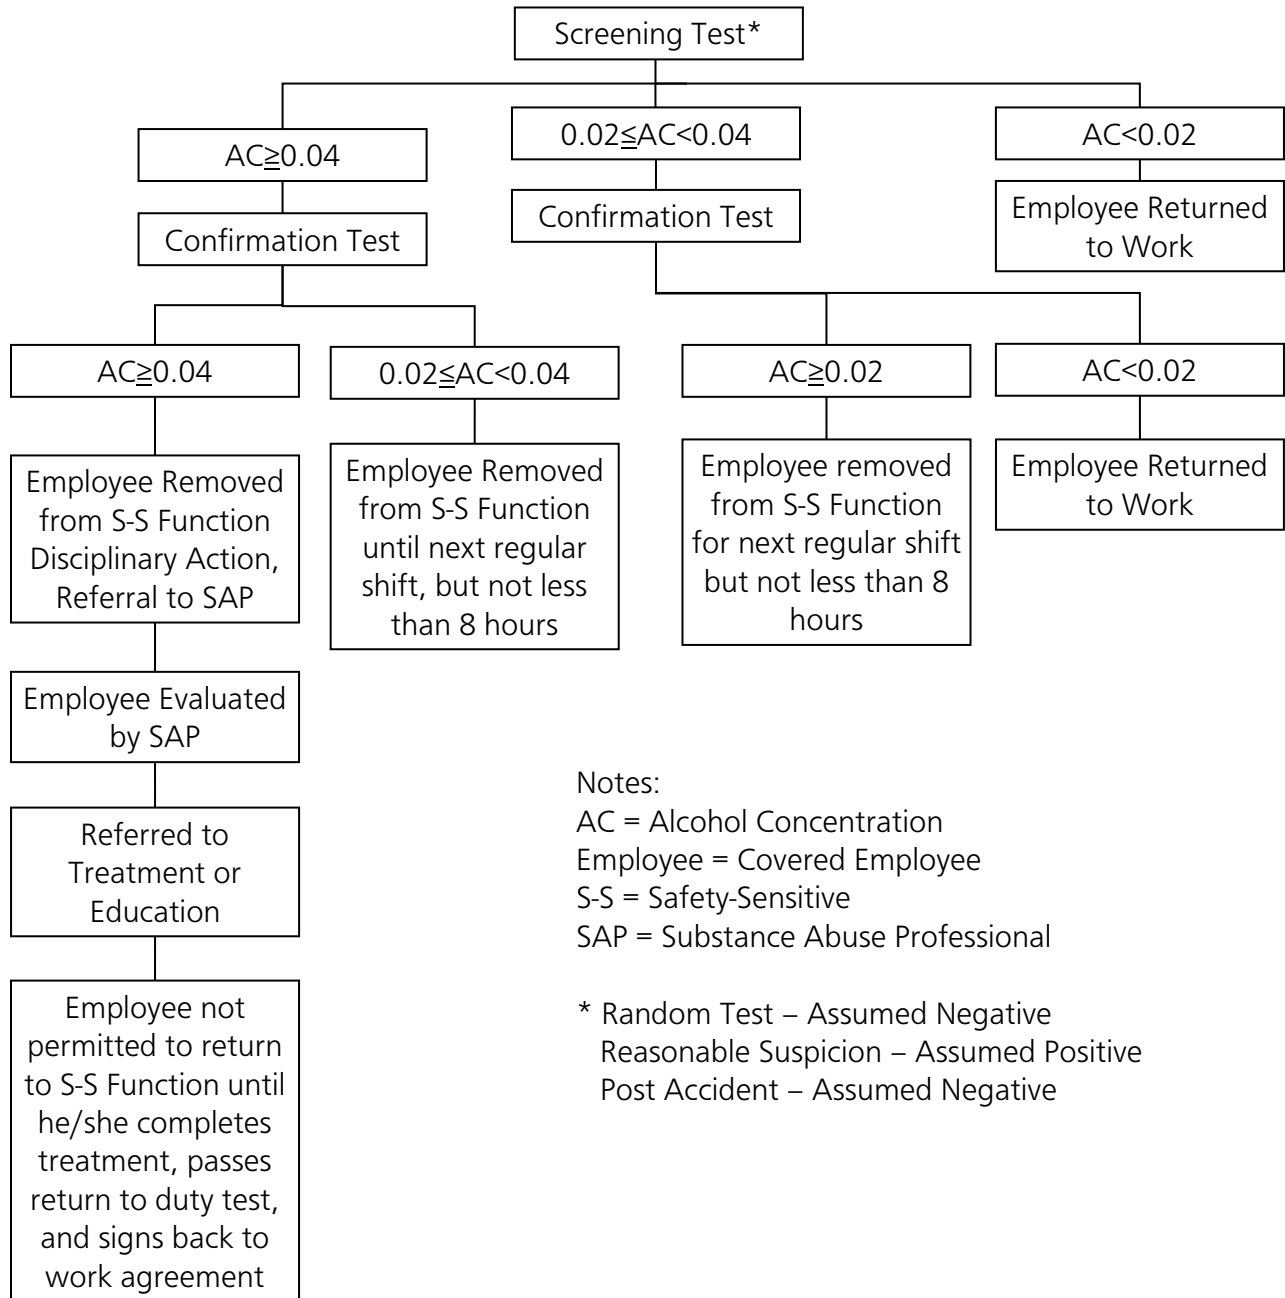 Screening Test*
AC≥0.04
0.02≤AC<0.04
AC<0.02
Confirmation Test
Confirmation Test
Employee Returned
to Work
AC≥0.04
0.02≤AC<0.04
AC≥0.02
AC<0.02
Employee Removed
from S-S Function
Disciplinary Action,
Referral to SAP
Employee Removed
from S-S Function
until next regular
shift, but not less
than 8 hours
Employee removed
from S-S Function
for next regular shift
but not less than 8
hours
Employee Returned
to Work
Employee Evaluated
by SAP
Referred to
Treatment or
Education
Employee not
permitted to return
to S-S Function until
he/she completes
treatment, passes
return to duty test,
and signs back to
work agreement
Notes:
AC = Alcohol Concentration
Employee = Covered Employee
S-S = Safety-Sensitive
SAP = Substance Abuse Professional
* Random Test – Assumed Negative
Reasonable Suspicion – Assumed Positive
Post Accident – Assumed Negative